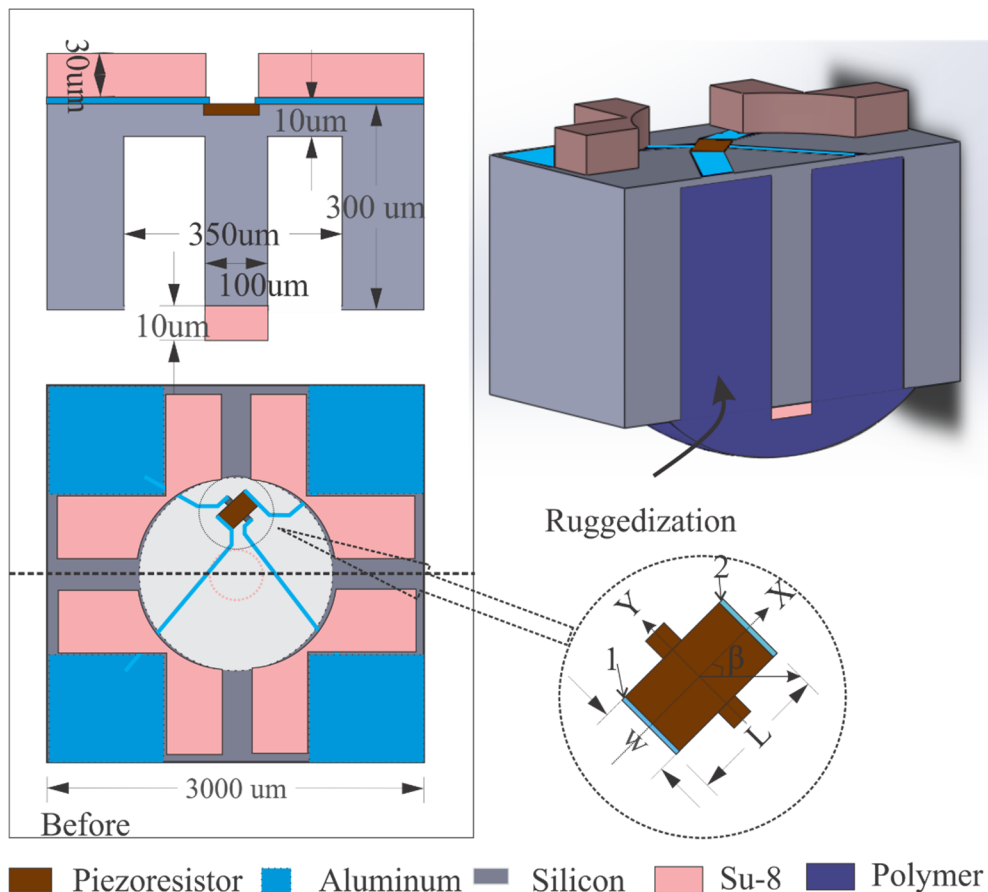 30um
10um
300 um
350um
100um
10um
3000 um
Before
Ruggedization
2
X
Y
β
1
L
w
Piezoresistor
Aluminum
Silicon
Su-8
Polymer